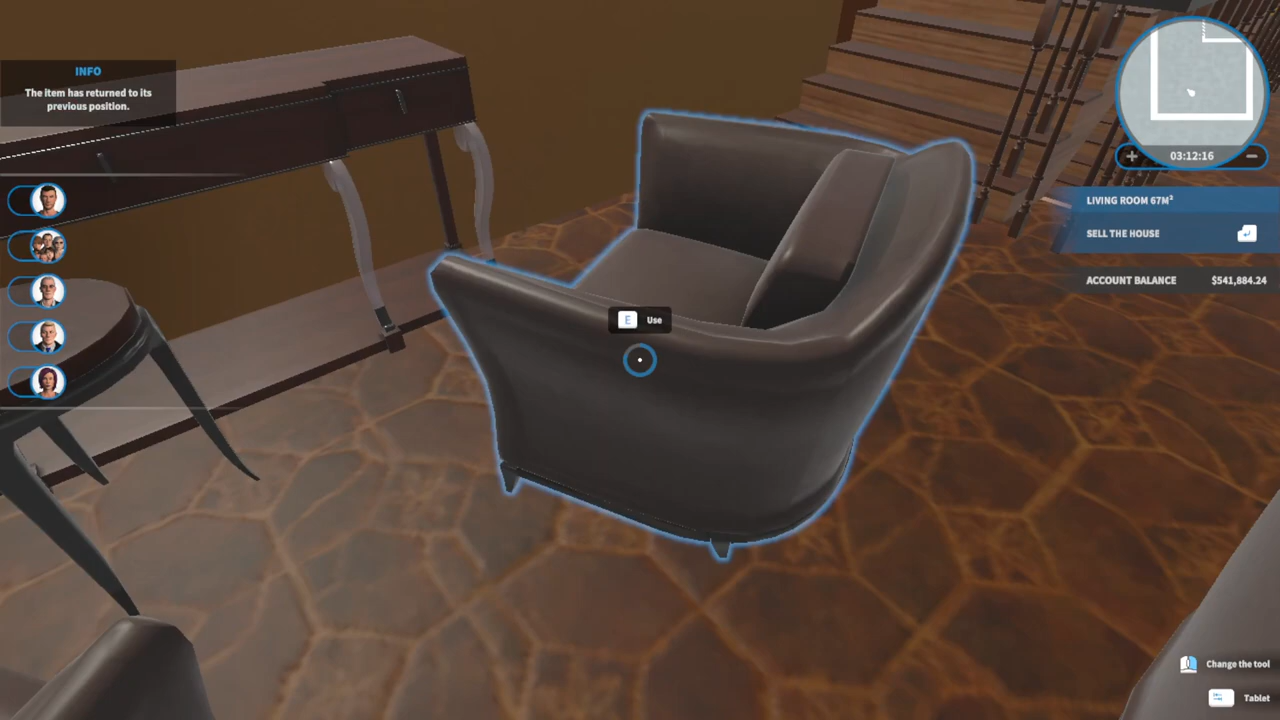 INFO
The item has returned to its
previous position.
E Use
03:12:16
LIVING ROOM 67M²
SELL THE HOUSE
ACCOUNT BALANCE $541,884.24
Change the tool
Tablet